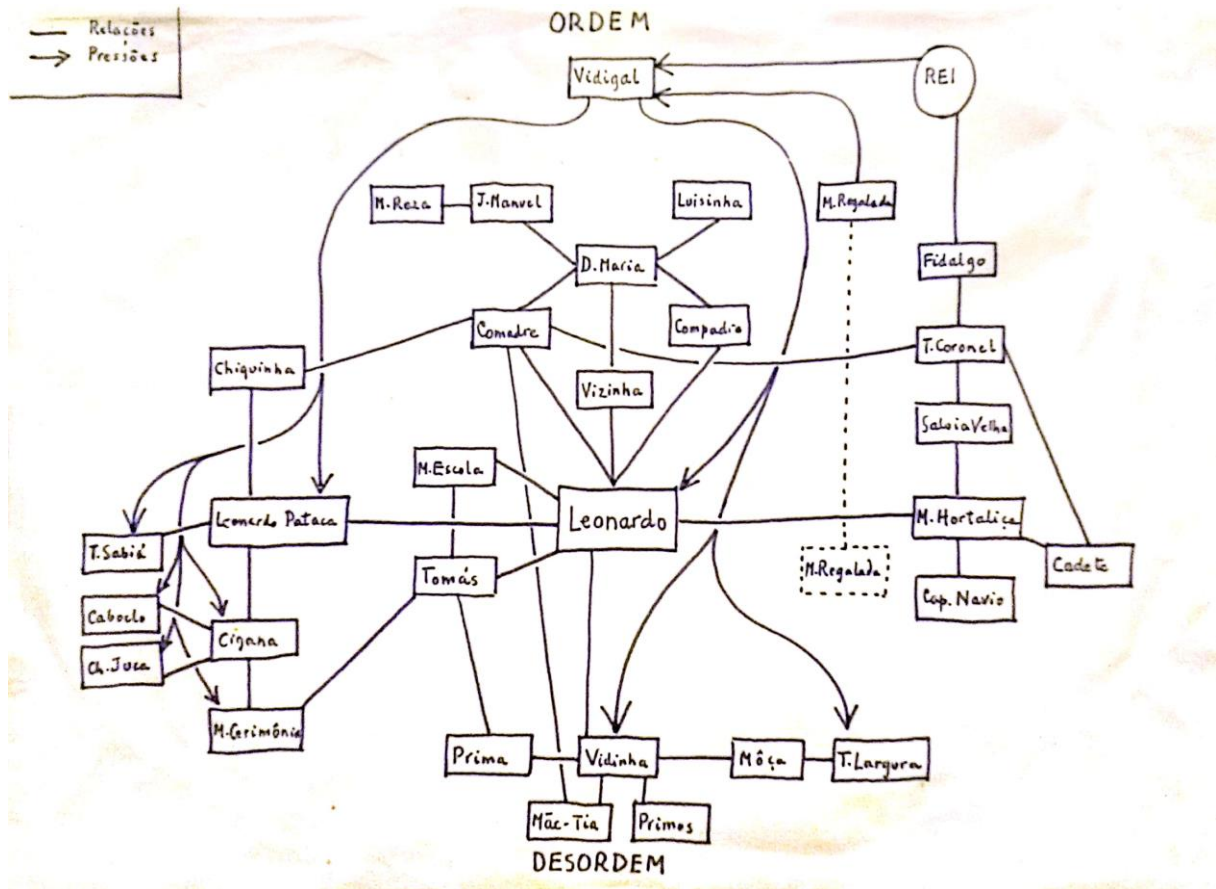 ORDEM
Relações
Pressões
Vidigal
REI
M. Reza
J. Manuel
Luisinha
M. Regalada
D. Maria
Fidalgo
Comadre
Compadre
T. Coronel
Chiquinha
Vizinha
Saloia Velha
M. Escola
Leonardo Pataca
Leonardo
M. Hortaliça
T. Sabiá
Tomás
M. Regalada
Cadete
Caboclo
Cap. Navio
Cigana
Ch. Juca
M. Cerimônia
Prima
Vidinha
Môça
T. Largura
Mãe-Tia
Primos
DESORDEM